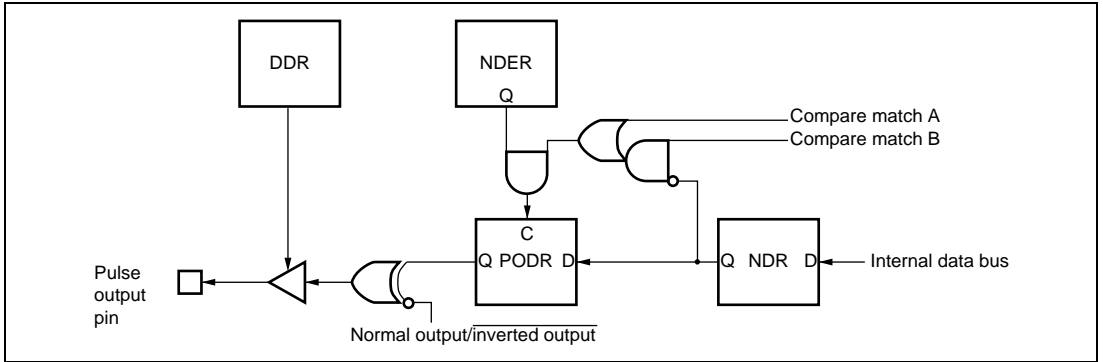 DDR
NDER
Q
Compare match A
Compare match B
C
Q PODR D
Q NDR D
Internal data bus
Pulse
output
pin
Normal output/inverted output